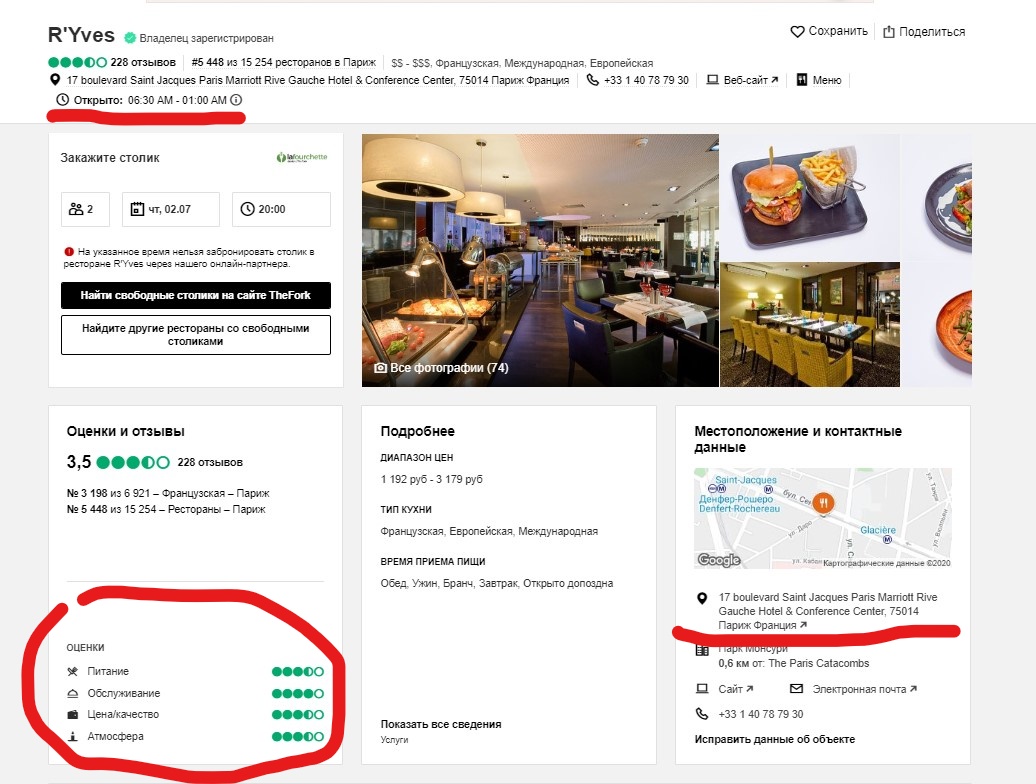 R'Yves Владелец зарегистрирован
Сохранить Поделиться
228 отзывов #5 448 из 15 254 ресторанов в Париж $$ - $$$, Французская, Международная, Европейская
17 boulevard Saint Jacques Paris Marriott Rive Gauche Hotel & Conference Center, 75014 Париж Франция +33 1 40 78 79 30 Веб-сайт Меню
Открыто: 06:30 AM - 01:00 AM
Закажите столик lafourchette
2 чт, 02.07 20:00
На указанное время нельзя забронировать столик в
ресторане R'Yves через нашего онлайн-партнера.
Найти свободные столики на сайте TheFork
Найдите другие рестораны со свободными
столиками
Все фотографии (74)
Оценки и отзывы
3,5 228 отзывов
№ 3 198 из 6 921 – Французская – Париж
№ 5 448 из 15 254 – Рестораны – Париж
ОЦЕНКИ
Питание
Обслуживание
Цена/качество
Атмосфера
Подробнее
ДИАПАЗОН ЦЕН
1 192 руб - 3 179 руб
ТИП КУХНИ
Французская, Европейская, Международная
ВРЕМЯ ПРИЕМА ПИЩИ
Обед, Ужин, Бранч, Завтрак, Открыто допоздна
Показать все сведения
Услуги
Местоположение и контактные
данные
Saint-Jacques
Денфер-Рошеро
Denfert-Rochereau
бул. Сен
ул. Даро
Glacière
Google
Картографические данные ©2020
17 boulevard Saint Jacques Paris Marriott Rive
Gauche Hotel & Conference Center, 75014
Париж Франция
Парк Монсури
0,6 км от: The Paris Catacombs
Сайт Электронная почта
+33 1 40 78 79 30
Исправить данные об объекте